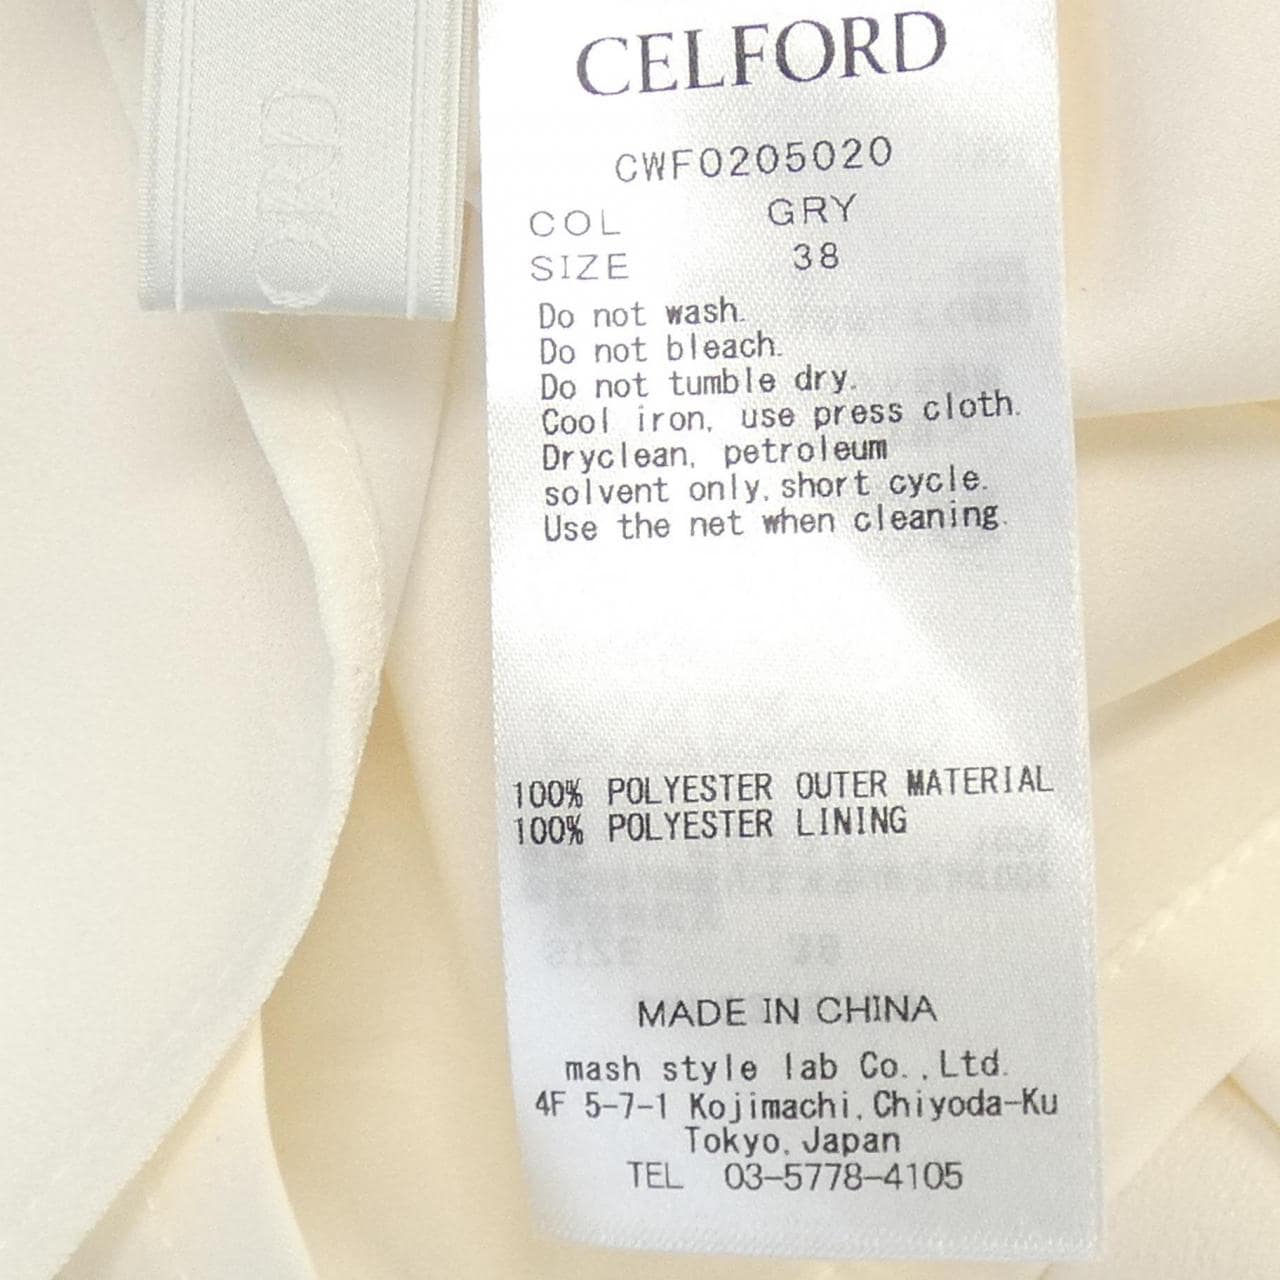 CELFORD
CWF0205020
COL GRY
SIZE 38
Do not wash.
Do not bleach.
Do not tumble dry.
Cool iron, use press cloth.
Dryclean, petroleum
solvent only, short cycle.
Use the net when cleaning.
100% POLYESTER OUTER MATERIAL
100% POLYESTER LINING
MADE IN CHINA
mash style lab Co.,Ltd.
4F 5-7-1 Kojimachi, Chiyoda-Ku
Tokyo, Japan
TEL 03-5778-4105